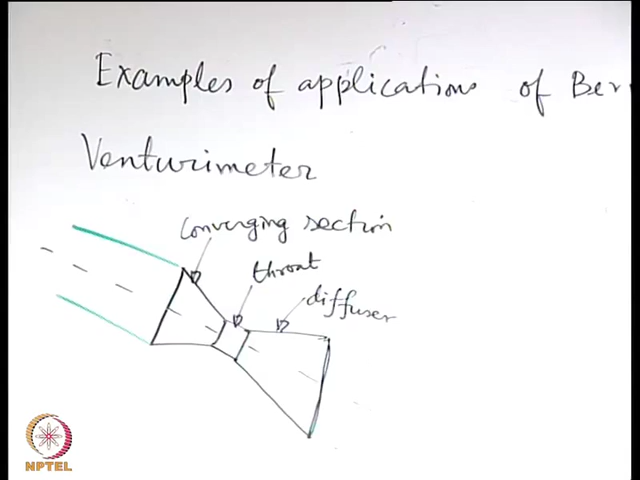 Examples of applications of Ber
Venturimeter
Converging section
throat
diffuser
NPTEL